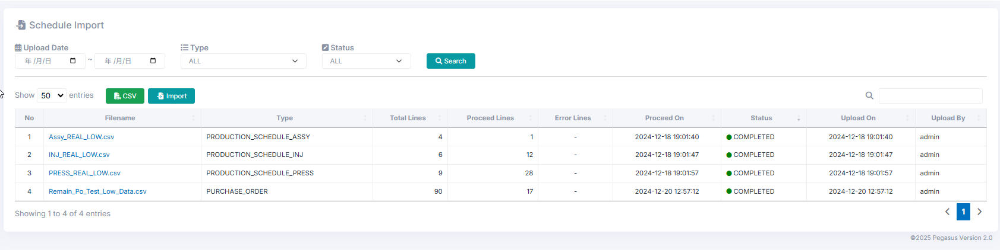 Schedule Import
Upload Date Type Status
年 /月/日 ~ 年 /月/日 ALL ALL Search
Show 50 entries CSV Import
No Filename Type Total Lines Proceed Lines Error Lines Proceed On Status Upload On Upload By
1 Assy_REAL_LOW.csv PRODUCTION_SCHEDULE_ASSY 4 1 - 2024-12-18 19:01:40 COMPLETED 2024-12-18 19:01:40 admin
2 INJ_REAL_LOW.csv PRODUCTION_SCHEDULE_INJ 6 12 - 2024-12-18 19:01:47 COMPLETED 2024-12-18 19:01:47 admin
3 PRESS_REAL_LOW.csv PRODUCTION_SCHEDULE_PRESS 9 28 - 2024-12-18 19:01:57 COMPLETED 2024-12-18 19:01:57 admin
4 Remain_Po_Test_Low_Data.csv PURCHASE_ORDER 90 17 - 2024-12-20 12:57:12 COMPLETED 2024-12-20 12:57:12 admin
Showing 1 to 4 of 4 entries 1
©2025 Pegasus Version 2.0